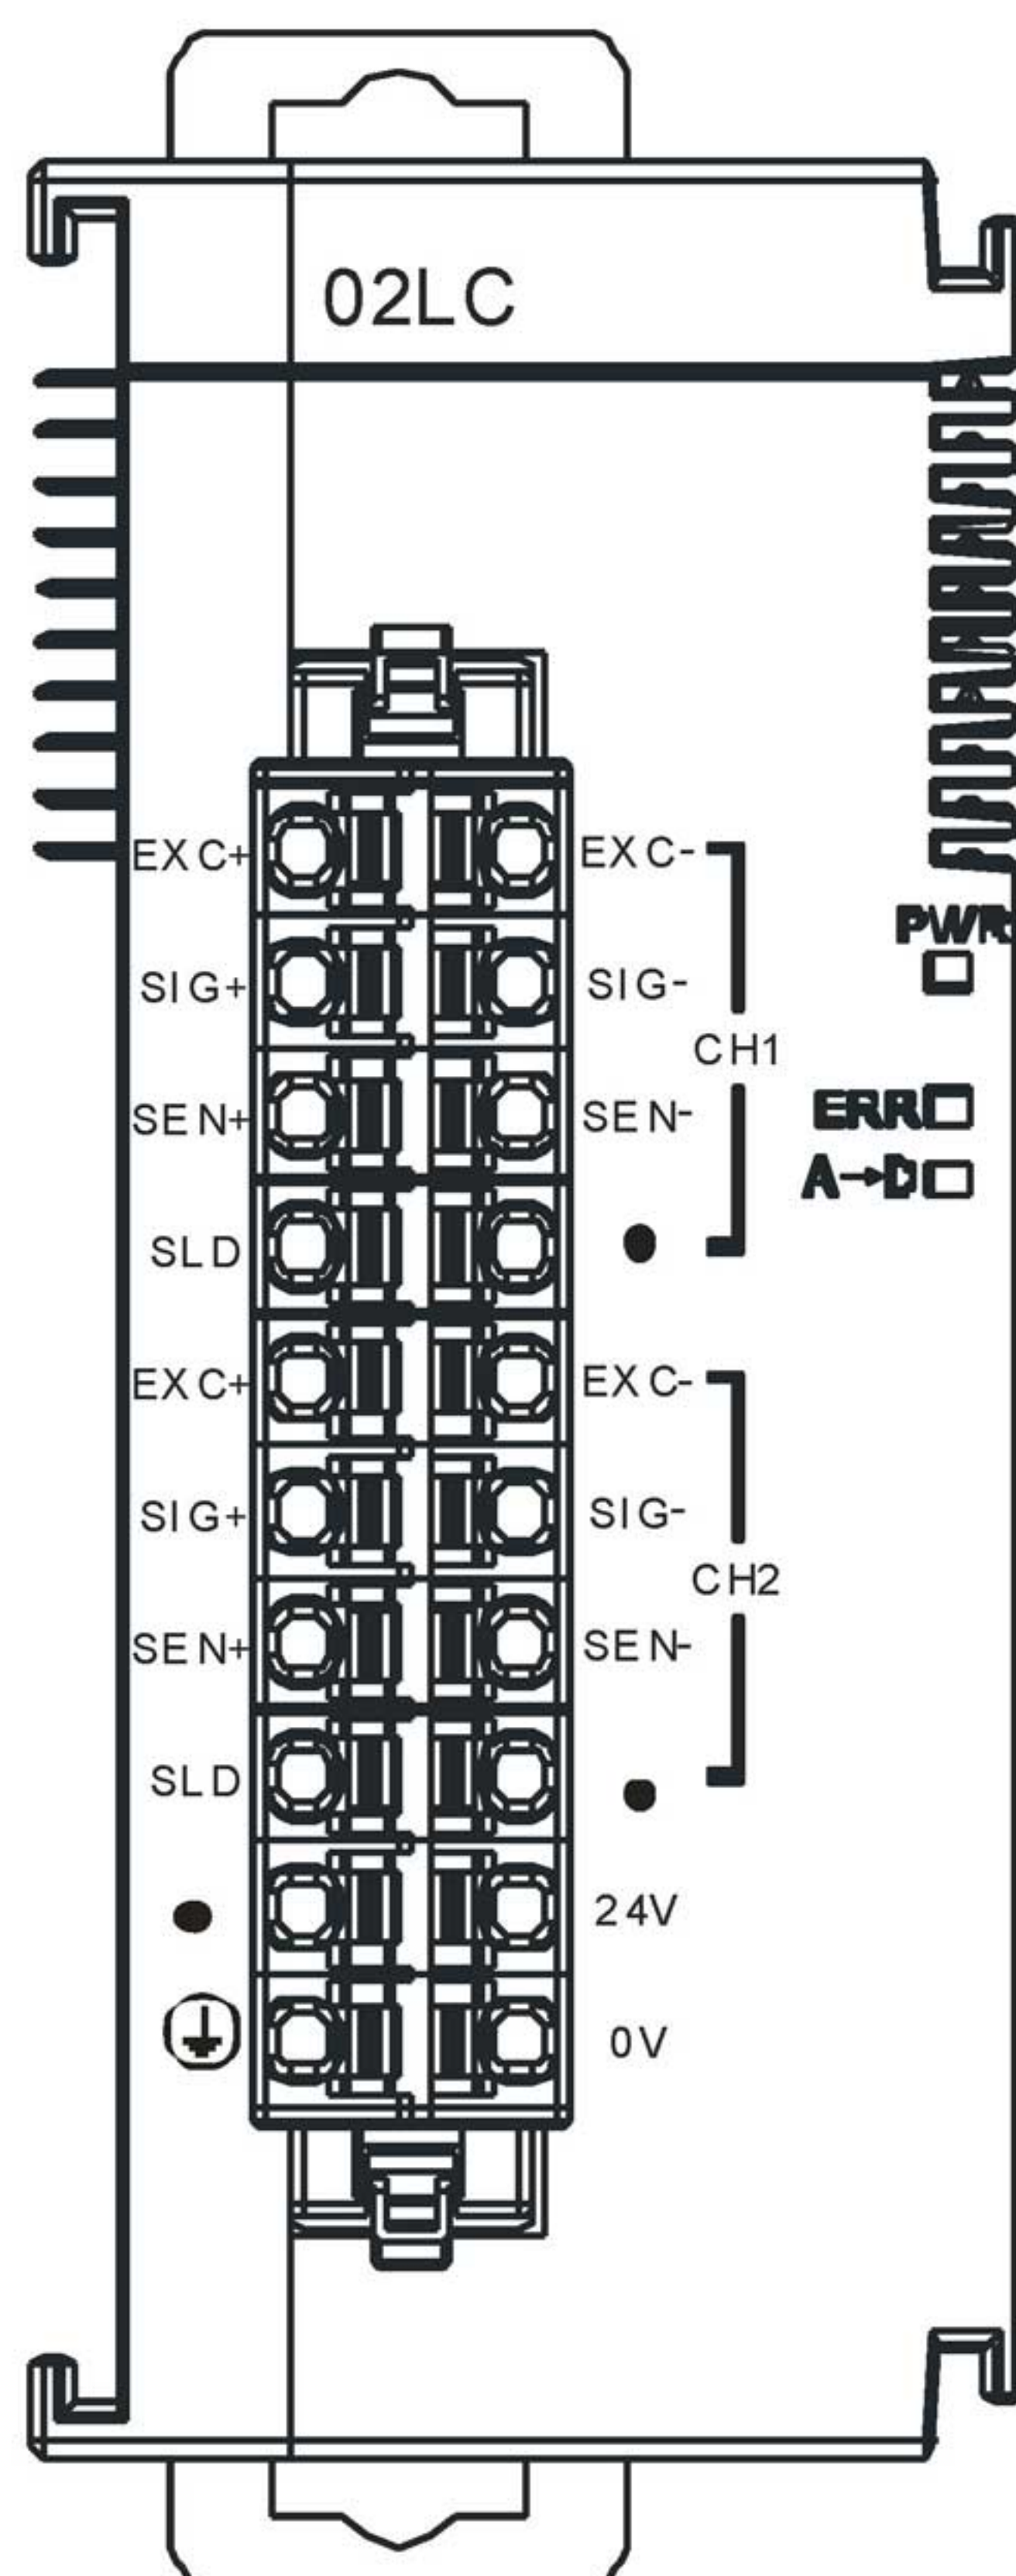 02LC
EXC+ EXC-
PWR
SIG+ SIG-
CH1
SEN+ SEN- ERR
A→D
SLD
EXC+ EXC-
SIG+ SIG-
CH2
SEN+ SEN-
SLD
24V
0V